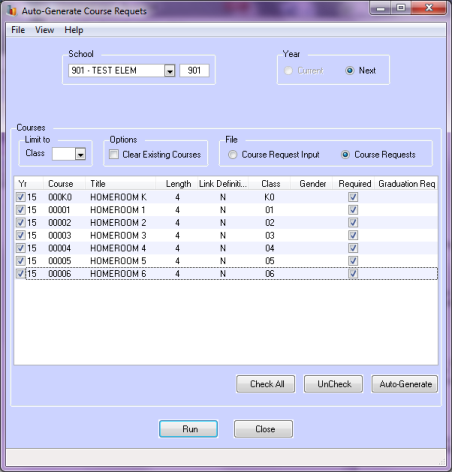 Auto-Generate Course Requets
File View Help
School
901 - TEST ELEM 901
Year
Current Next
Courses
Limit to
Class
Options
Clear Existing Courses
File
Course Request Input Course Requests
Yr Course Title Length Link Definiti... Class Gender Required Graduation Req
15 000K0 HOMEROOM K 4 N K0
15 00001 HOMEROOM 1 4 N 01
15 00002 HOMEROOM 2 4 N 02
15 00003 HOMEROOM 3 4 N 03
15 00004 HOMEROOM 4 4 N 04
15 00005 HOMEROOM 5 4 N 05
15 00006 HOMEROOM 6 4 N 06
Check All UnCheck Auto-Generate
Run Close